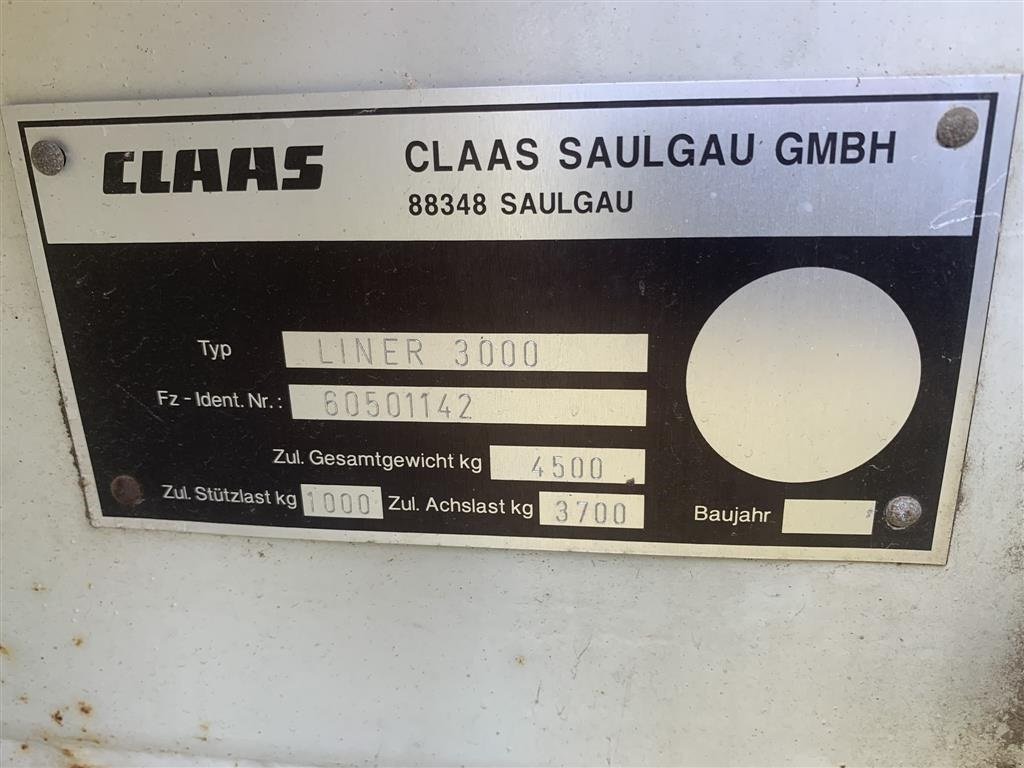 CLAAS CLAAS SAULGAU GMBH
88348 SAULGAU
Typ LINER 3000
Fz - Ident. Nr.: 60501142
Zul. Gesamtgewicht kg 4500
Zul. Stützlast kg 1000 Zul. Achslast kg 3700 Baujahr